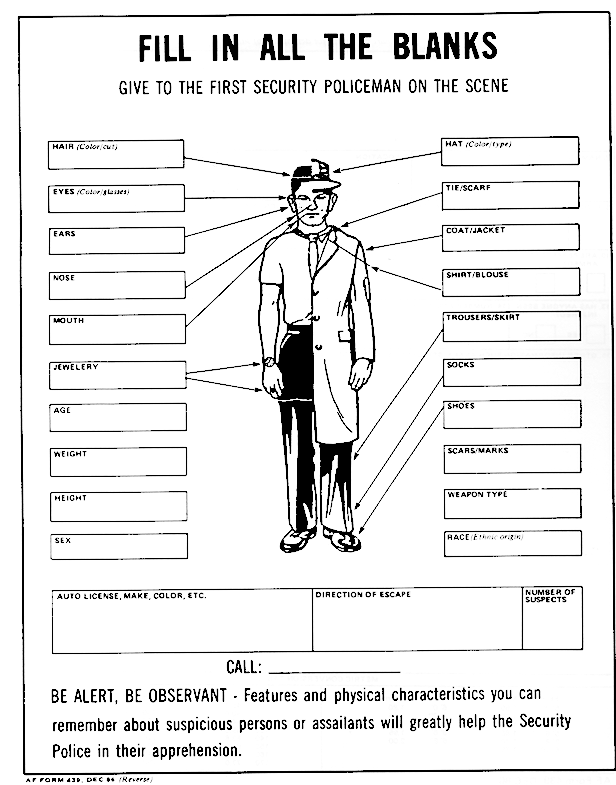 FILL IN ALL THE BLANKS
GIVE TO THE FIRST SECURITY POLICEMAN ON THE SCENE
HAIR (Color/cut)
EYES (Color/glasses)
EARS
NOSE
MOUTH
JEWELERY
AGE
WEIGHT
HEIGHT
SEX
HAT (Color/type)
TIE/SCARF
COAT/JACKET
SHIRT/BLOUSE
TROUSERS/SKIRT
SOCKS
SHOES
SCARS/MARKS
WEAPON TYPE
RACE (Ethnic origin)
AUTO LICENSE, MAKE, COLOR, ETC.
DIRECTION OF ESCAPE
NUMBER OF
SUSPECTS
CALL:
BE ALERT, BE OBSERVANT - Features and physical characteristics you can
remember about suspicious persons or assailants will greatly help the Security
Police in their apprehension.
AF FORM 439, DEC 84 (Reverse)